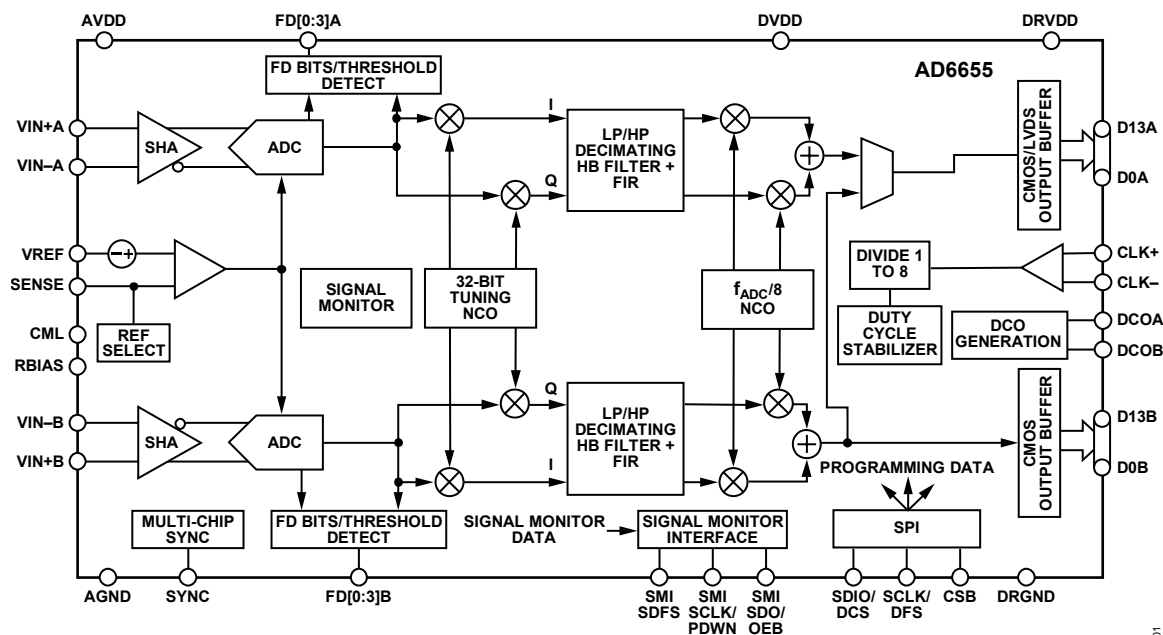 AVDD
FD[0:3]A
DVDD
DRVDD
FD BITS/THRESHOLD
DETECT
AD6655
VIN+A
VIN–A
SHA
ADC
I
Q
LP/HP
DECIMATING
HB FILTER +
FIR
CMOS/LVDS
OUTPUT BUFFER
D13A
D0A
VREF
SENSE
CML
RBIAS
REF
SELECT
SIGNAL
MONITOR
32-BIT
TUNING
NCO
fADC/8
NCO
DIVIDE 1
TO 8
DUTY
CYCLE
STABILIZER
DCO
GENERATION
CLK+
CLK–
DCOA
DCOB
VIN–B
VIN+B
SHA
ADC
Q
I
LP/HP
DECIMATING
HB FILTER +
FIR
CMOS
OUTPUT BUFFER
D13B
D0B
PROGRAMMING DATA
MULTI-CHIP
SYNC
FD BITS/THRESHOLD
DETECT
SIGNAL MONITOR
DATA
SIGNAL MONITOR
INTERFACE
SPI
AGND
SYNC
FD[0:3]B
SMI
SDFS
SMI
SCLK/
PDWN
SMI
SDO/
OEB
SDIO/
DCS
SCLK/
DFS
CSB
DRGND